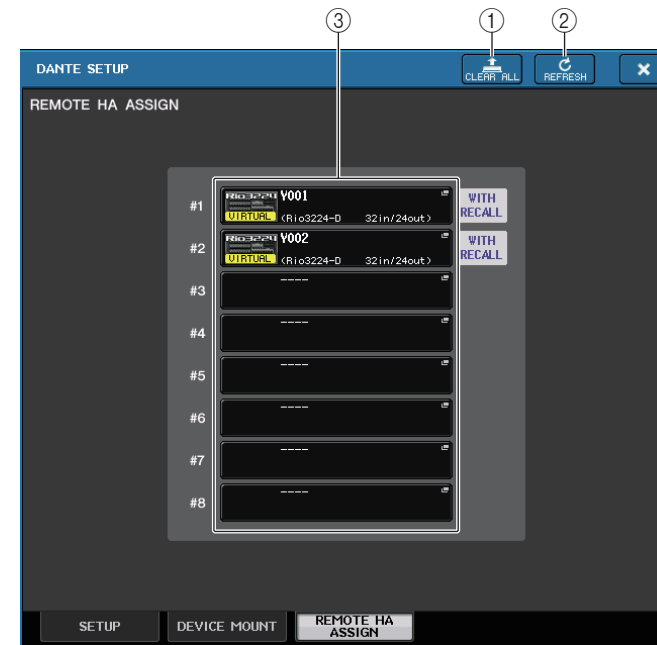 ③ ① ②
DANTE SETUP
CLEAR ALL
REFRESH
REMOTE HA ASSIGN
#1
Rio3224
VIRTUAL
Y001
(Rio3224-D 32in/24out)
WITH
RECALL
#2
Rio3224
VIRTUAL
Y002
(Rio3224-D 32in/24out)
WITH
RECALL
#3 ----
#4 ----
#5 ----
#6 ----
#7 ----
#8 ----
SETUP
DEVICE MOUNT
REMOTE HA
ASSIGN